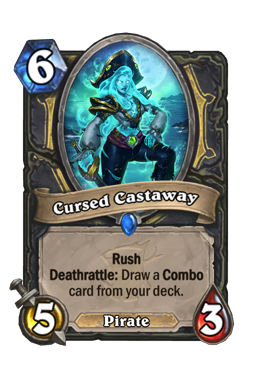 6
Cursed Castaway
Rush
Deathrattle: Draw a Combo
card from your deck.
5
Pirate
3